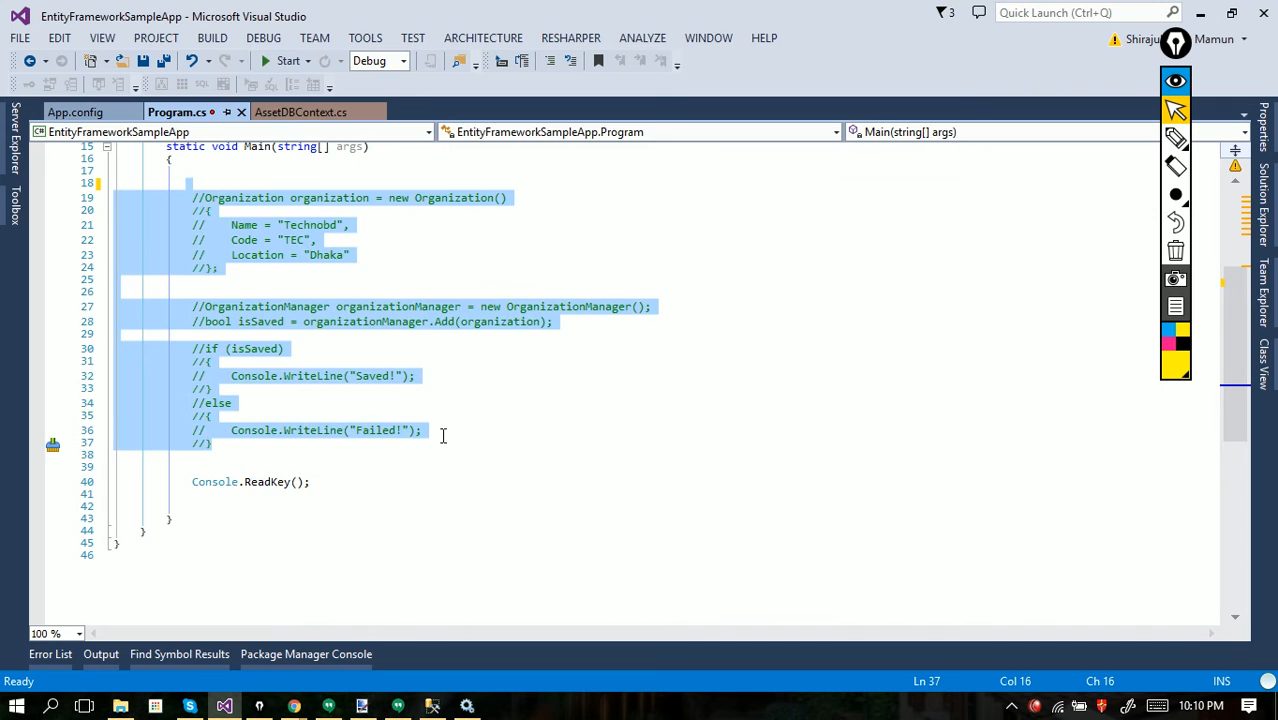 EntityFrameworkSampleApp - Microsoft Visual Studio
3
Quick Launch (Ctrl+Q)
FILE EDIT VIEW PROJECT BUILD DEBUG TEAM TOOLS TEST ARCHITECTURE RESHARPER ANALYZE WINDOW HELP
Shiraju Mamun
Start Debug
App.config Program.cs AssetDBContext.cs
EntityFrameworkSampleApp EntityFrameworkSampleApp.Program Main(string[] args)
Server Explorer
Toolbox
Properties
Solution Explorer
Team Explorer
Class View
15 static void Main(string[] args)
16 {
17
18
19 //Organization organization = new Organization()
20 //{
21 // Name = "Technobd",
22 // Code = "TEC",
23 // Location = "Dhaka"
24 //};
25
26
27 //OrganizationManager organizationManager = new OrganizationManager();
28 //bool isSaved = organizationManager.Add(organization);
29
30 //if (isSaved)
31 //{
32 // Console.WriteLine("Saved!");
33 //}
34 //else
35 //{
36 // Console.WriteLine("Failed!");
37 //}
38
39
40 Console.ReadKey();
41
42
43 }
44 }
45 }
46
100 %
Error List Output Find Symbol Results Package Manager Console
Ready Ln 37 Col 16 Ch 16 INS
10:10 PM